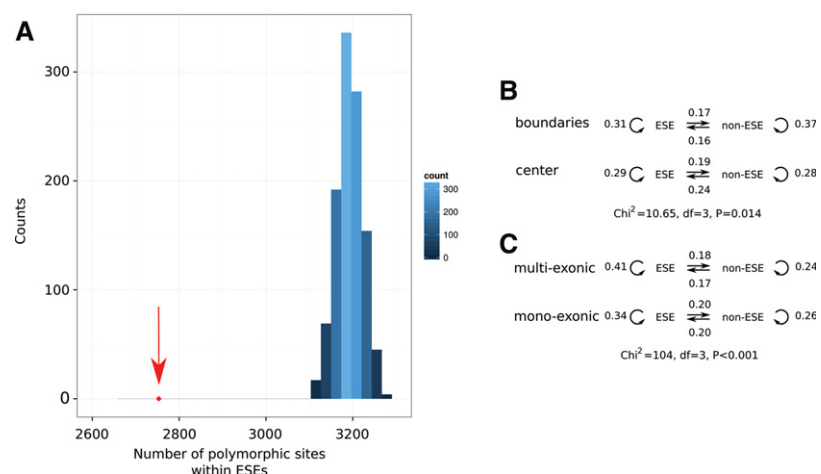 A
300
200
100
0
Counts
2600 2800 3000 3200
Number of polymorphic sites
within ESEs
count
300
200
100
0
B
boundaries 0.31 ESE 0.17 0.16 non-ESE 0.37
center 0.29 ESE 0.19 0.24 non-ESE 0.28
Chi²=10.65, df=3, P=0.014
C
multi-exonic 0.41 ESE 0.18 0.17 non-ESE 0.24
mono-exonic 0.34 ESE 0.20 0.20 non-ESE 0.26
Chi²=104, df=3, P<0.001